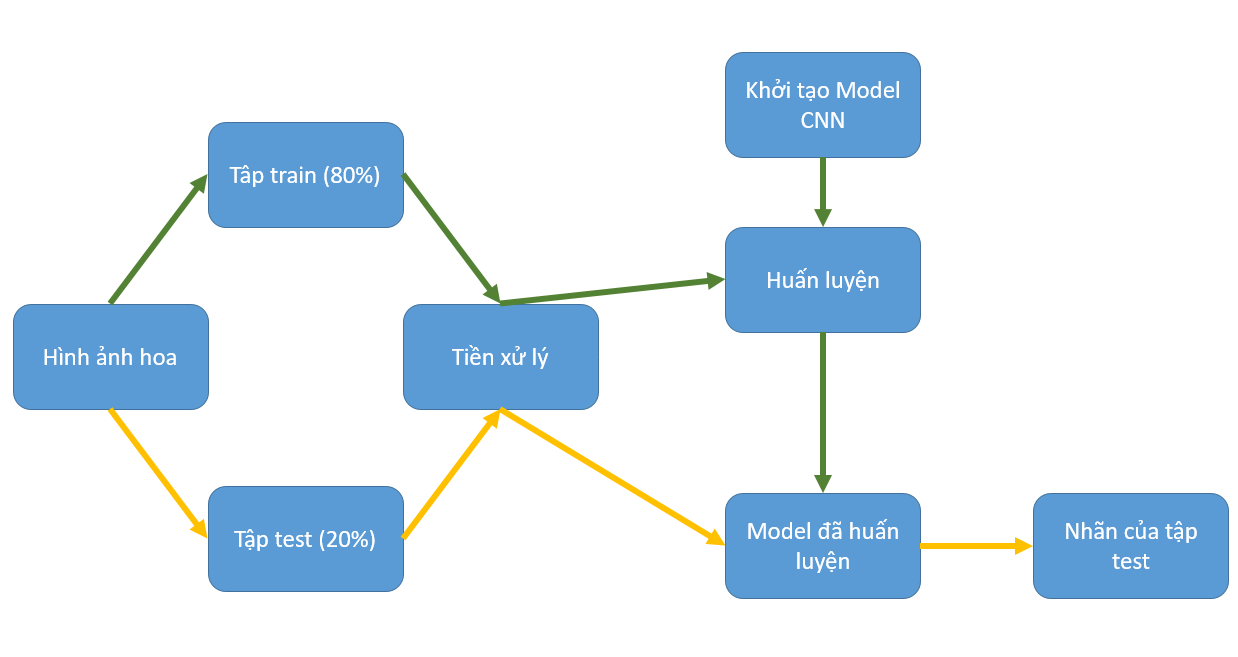 Khởi tạo Model
CNN
Tâp train (80%)
Huấn luyện
Hình ảnh hoa
Tiền xử lý
Tập test (20%)
Model đã huấn
luyện
Nhãn của tập
test